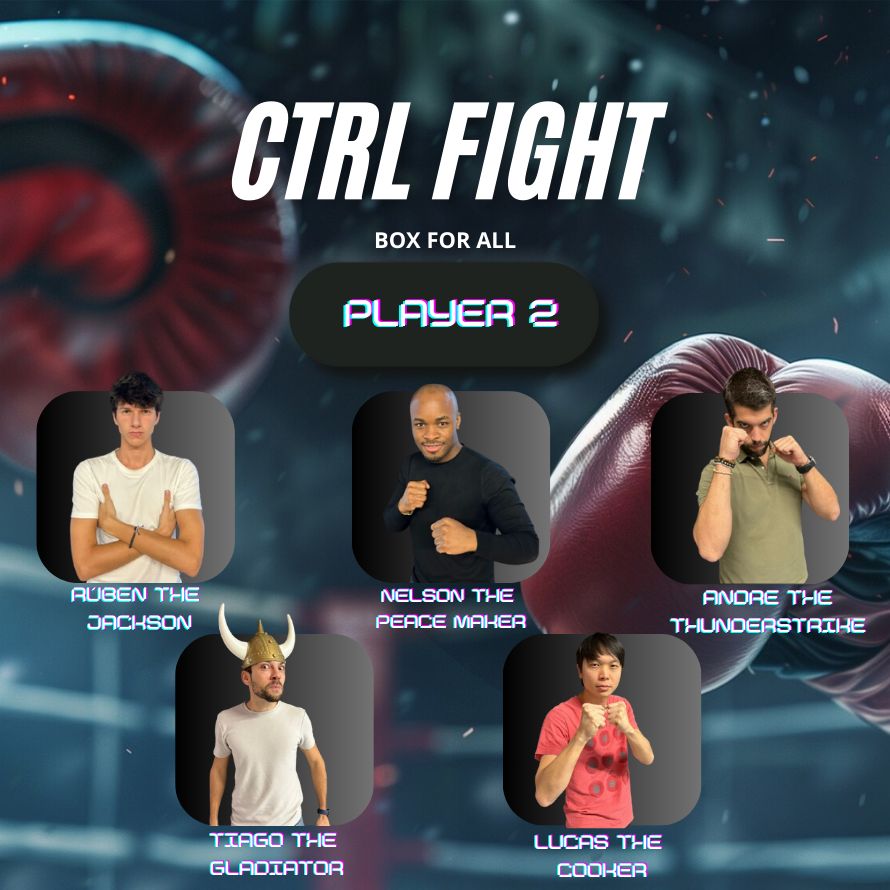 CTRL FIGHT
BOX FOR ALL
PLAYER 2
RÚBEN THE
JACKSON
NELSON THE
PEACE MAKER
ANDRE THE
THUNDERSTRIKE
TIAGO THE
GLADIATOR
LUCAS THE
COOKER